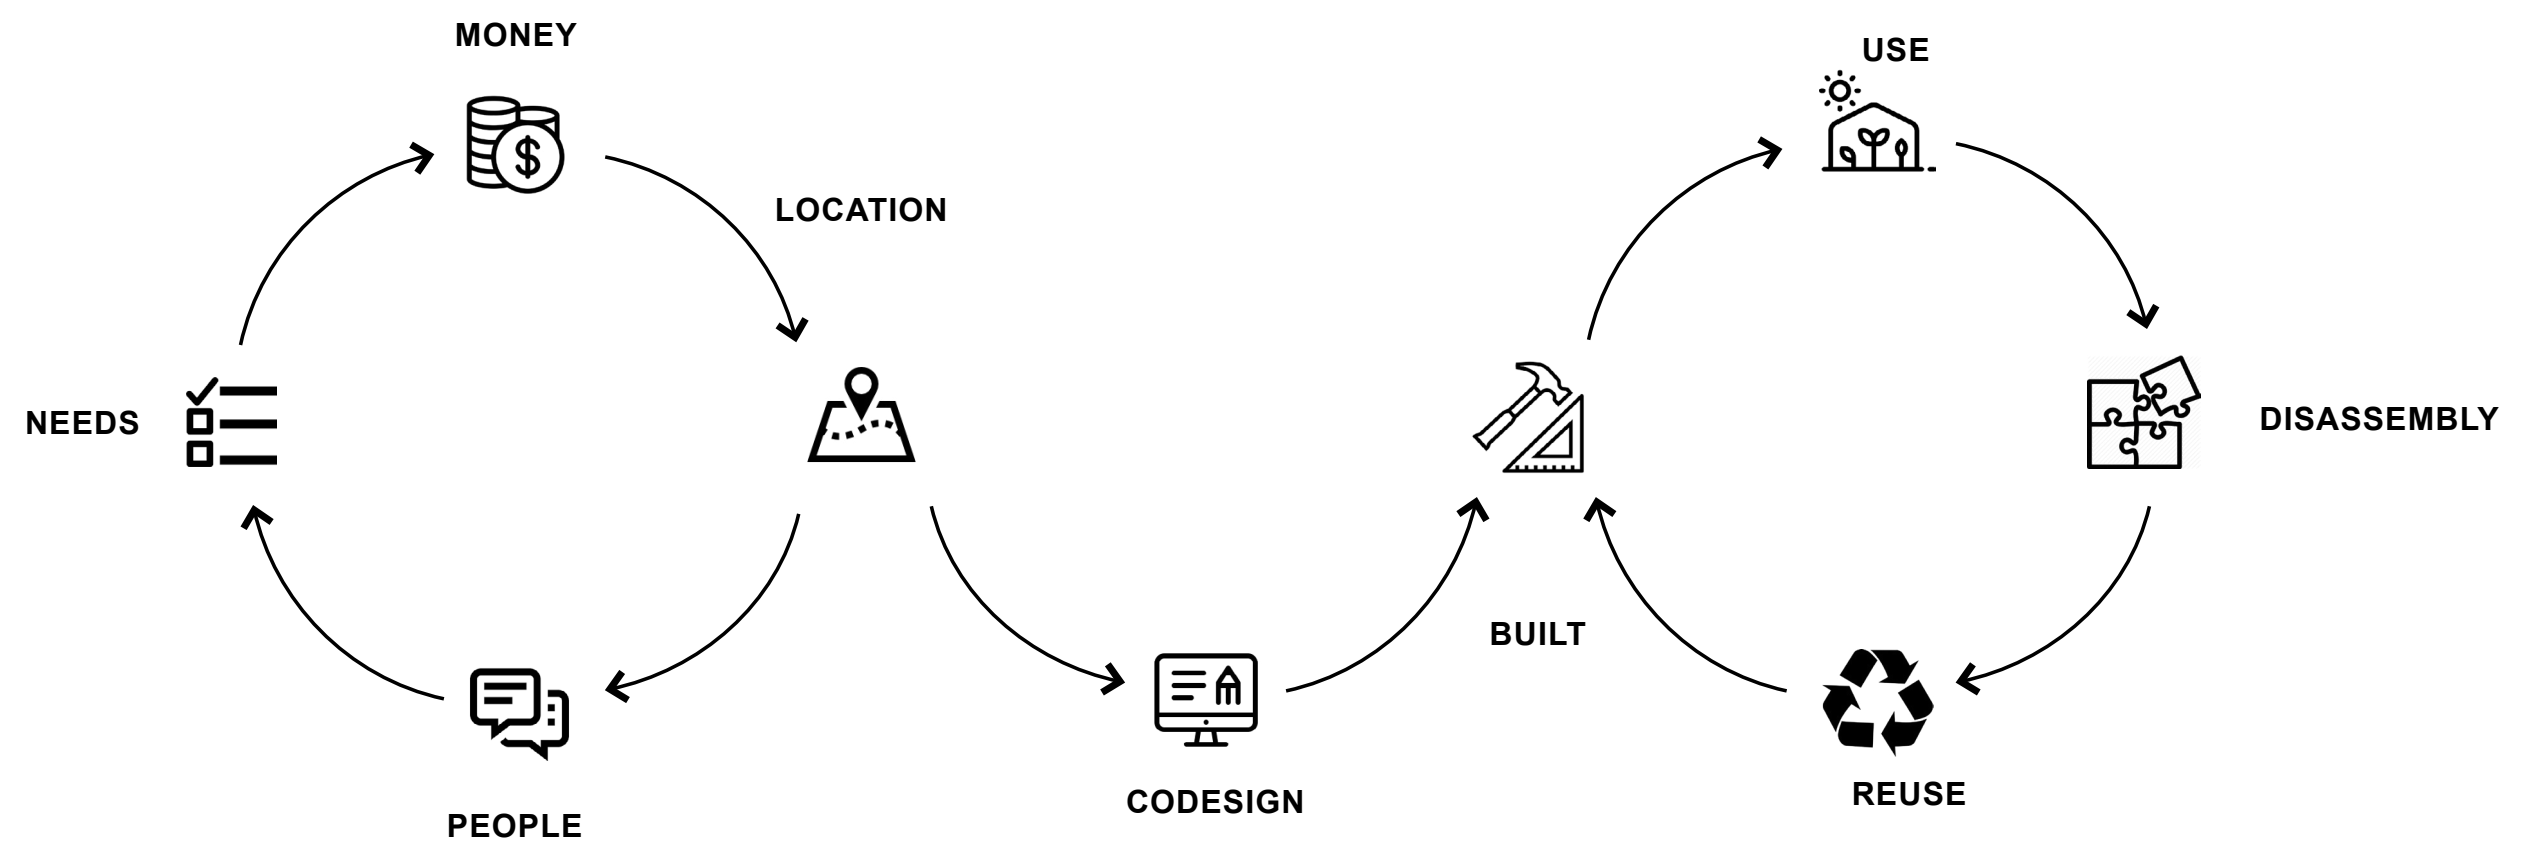 MONEY
USE
LOCATION
NEEDS
DISASSEMBLY
BUILT
CODESIGN
REUSE
PEOPLE